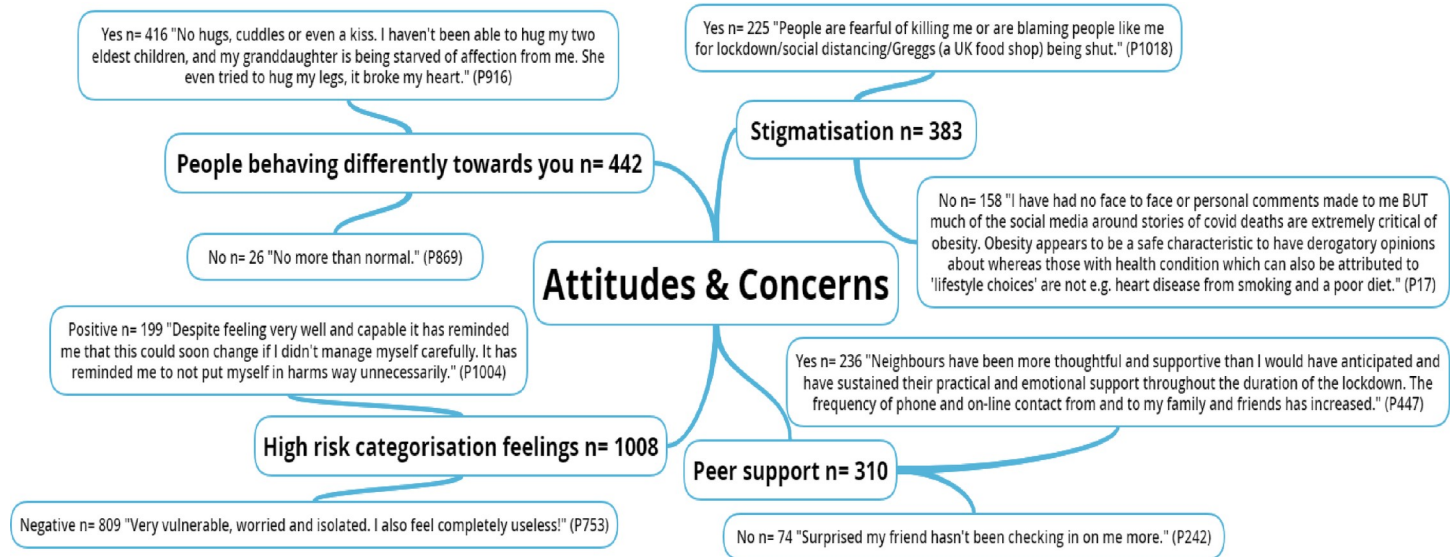 Yes n= 416 "No hugs, cuddles or even a kiss. I haven't been able to hug my two
eldest children, and my granddaughter is being starved of affection from me. She
even tried to hug my legs, it broke my heart." (P916)
People behaving differently towards you n= 442
No n= 26 "No more than normal." (P869)
Yes n= 225 "People are fearful of killing me or are blaming people like me
for lockdown/social distancing/Greggs (a UK food shop) being shut." (P1018)
Stigmatisation n= 383
No n= 158 "I have had no face to face or personal comments made to me BUT
much of the social media around stories of covid deaths are extremely critical of
obesity. Obesity appears to be a safe characteristic to have derogatory opinions
about whereas those with health condition which can also be attributed to
'lifestyle choices' are not e.g. heart disease from smoking and a poor diet." (P17)
Attitudes & Concerns
Positive n= 199 "Despite feeling very well and capable it has reminded
me that this could soon change if I didn't manage myself carefully. It has
reminded me to not put myself in harms way unnecessarily." (P1004)
High risk categorisation feelings n= 1008
Negative n= 809 "Very vulnerable, worried and isolated. I also feel completely useless!" (P753)
Yes n= 236 "Neighbours have been more thoughtful and supportive than I would have anticipated and
have sustained their practical and emotional support throughout the duration of the lockdown. The
frequency of phone and on-line contact from and to my family and friends has increased." (P447)
Peer support n= 310
No n= 74 "Surprised my friend hasn't been checking in on me more." (P242)